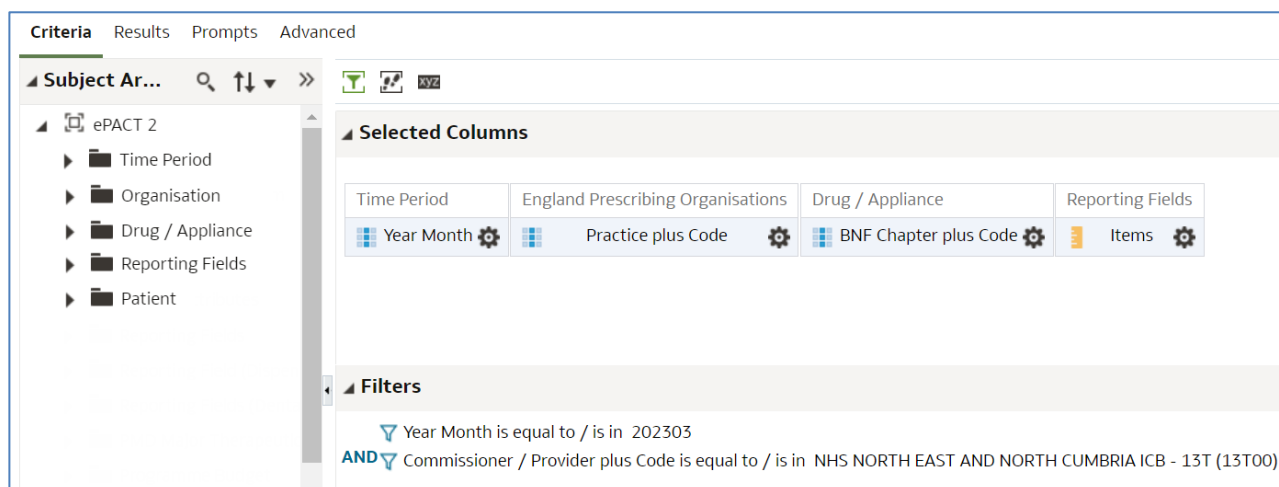 Criteria Results Prompts Advanced
Subject Ar...
xyz
ePACT 2
Time Period
Organisation
Drug / Appliance
Reporting Fields
Patient
Selected Columns
Time Period England Prescribing Organisations Drug / Appliance Reporting Fields
Year Month Practice plus Code BNF Chapter plus Code Items
Filters
Year Month is equal to / is in 202303
AND Commissioner / Provider plus Code is equal to / is in NHS NORTH EAST AND NORTH CUMBRIA ICB - 13T (13T00)